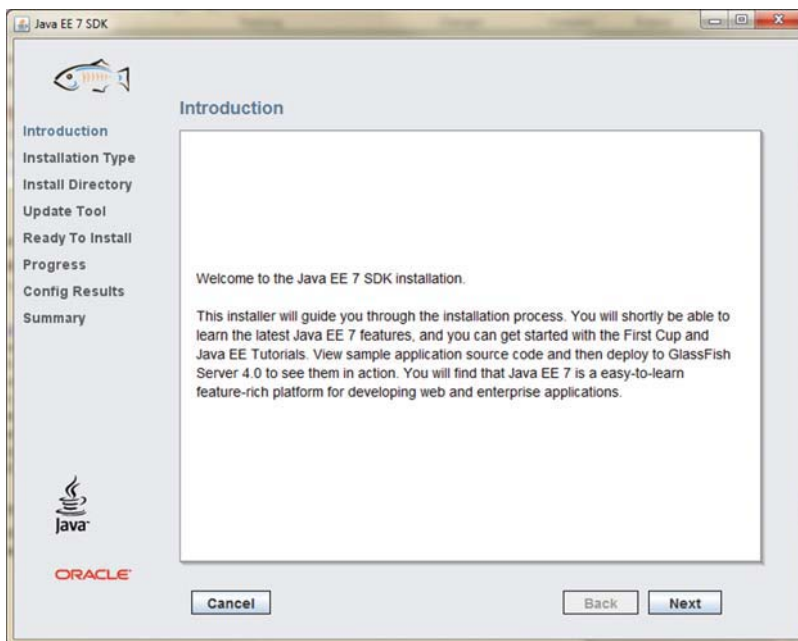 Java EE 7 SDK
Introduction
Installation Type
Install Directory
Update Tool
Ready To Install
Progress
Config Results
Summary
Introduction
Welcome to the Java EE 7 SDK installation.
This installer will guide you through the installation process. You will shortly be able to
learn the latest Java EE 7 features, and you can get started with the First Cup and
Java EE Tutorials. View sample application source code and then deploy to GlassFish
Server 4.0 to see them in action. You will find that Java EE 7 is a easy-to-learn
feature-rich platform for developing web and enterprise applications.
Java
ORACLE
Cancel
Back
Next